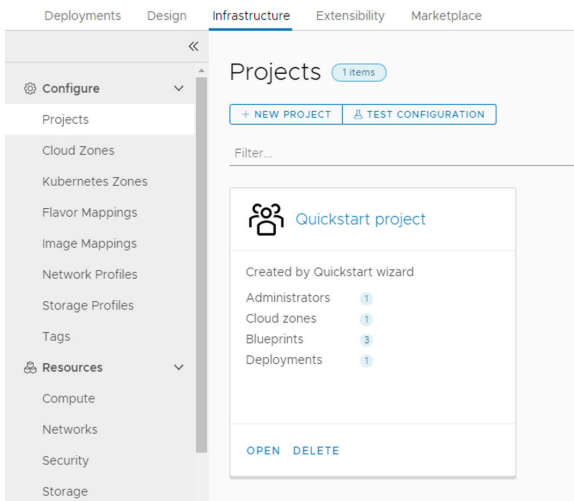 Deployments Design Infrastructure Extensibility Marketplace
Configure
Projects
Cloud Zones
Kubernetes Zones
Flavor Mappings
Image Mappings
Network Profiles
Storage Profiles
Tags
Resources
Compute
Networks
Security
Storage
Projects 1 items
+ NEW PROJECT TEST CONFIGURATION
Filter...
Quickstart project
Created by Quickstart wizard
Administrators 1
Cloud zones 1
Blueprints 3
Deployments 1
OPEN DELETE